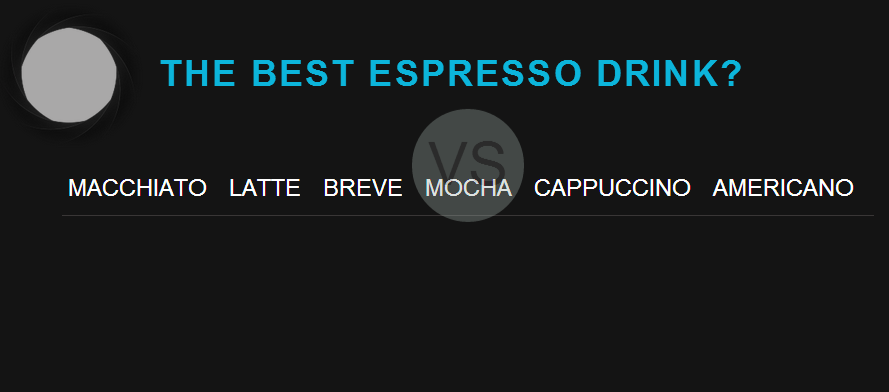 THE BEST ESPRESSO DRINK?
VS
MACCHIATO LATTE BREVE MOCHA CAPPUCCINO AMERICANO